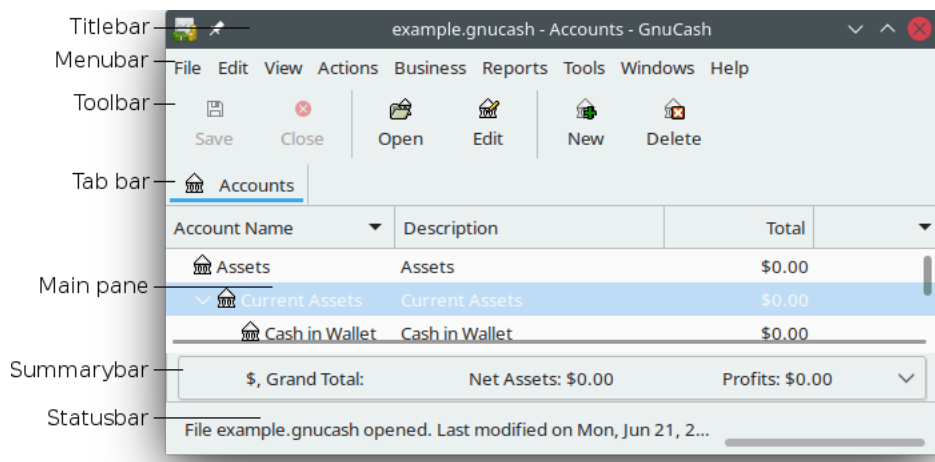 Titlebar
example.gnucash - Accounts - GnuCash
Menubar
File Edit View Actions Business Reports Tools Windows Help
Toolbar
Save Close Open Edit New Delete
Tab bar
Accounts
Account Name Description Total
Assets Assets $0.00
Main pane
Current Assets Current Assets $0.00
Cash in Wallet Cash in Wallet $0.00
Summarybar
$, Grand Total: Net Assets: $0.00 Profits: $0.00
Statusbar
File example.gnucash opened. Last modified on Mon, Jun 21, 2...